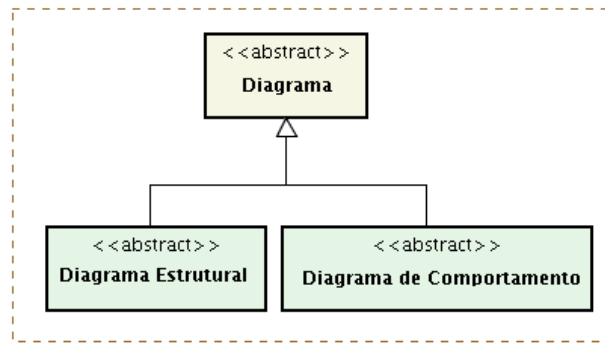 <<abstract>>
Diagrama
<<abstract>>
Diagrama Estrutural
<<abstract>>
Diagrama de Comportamento